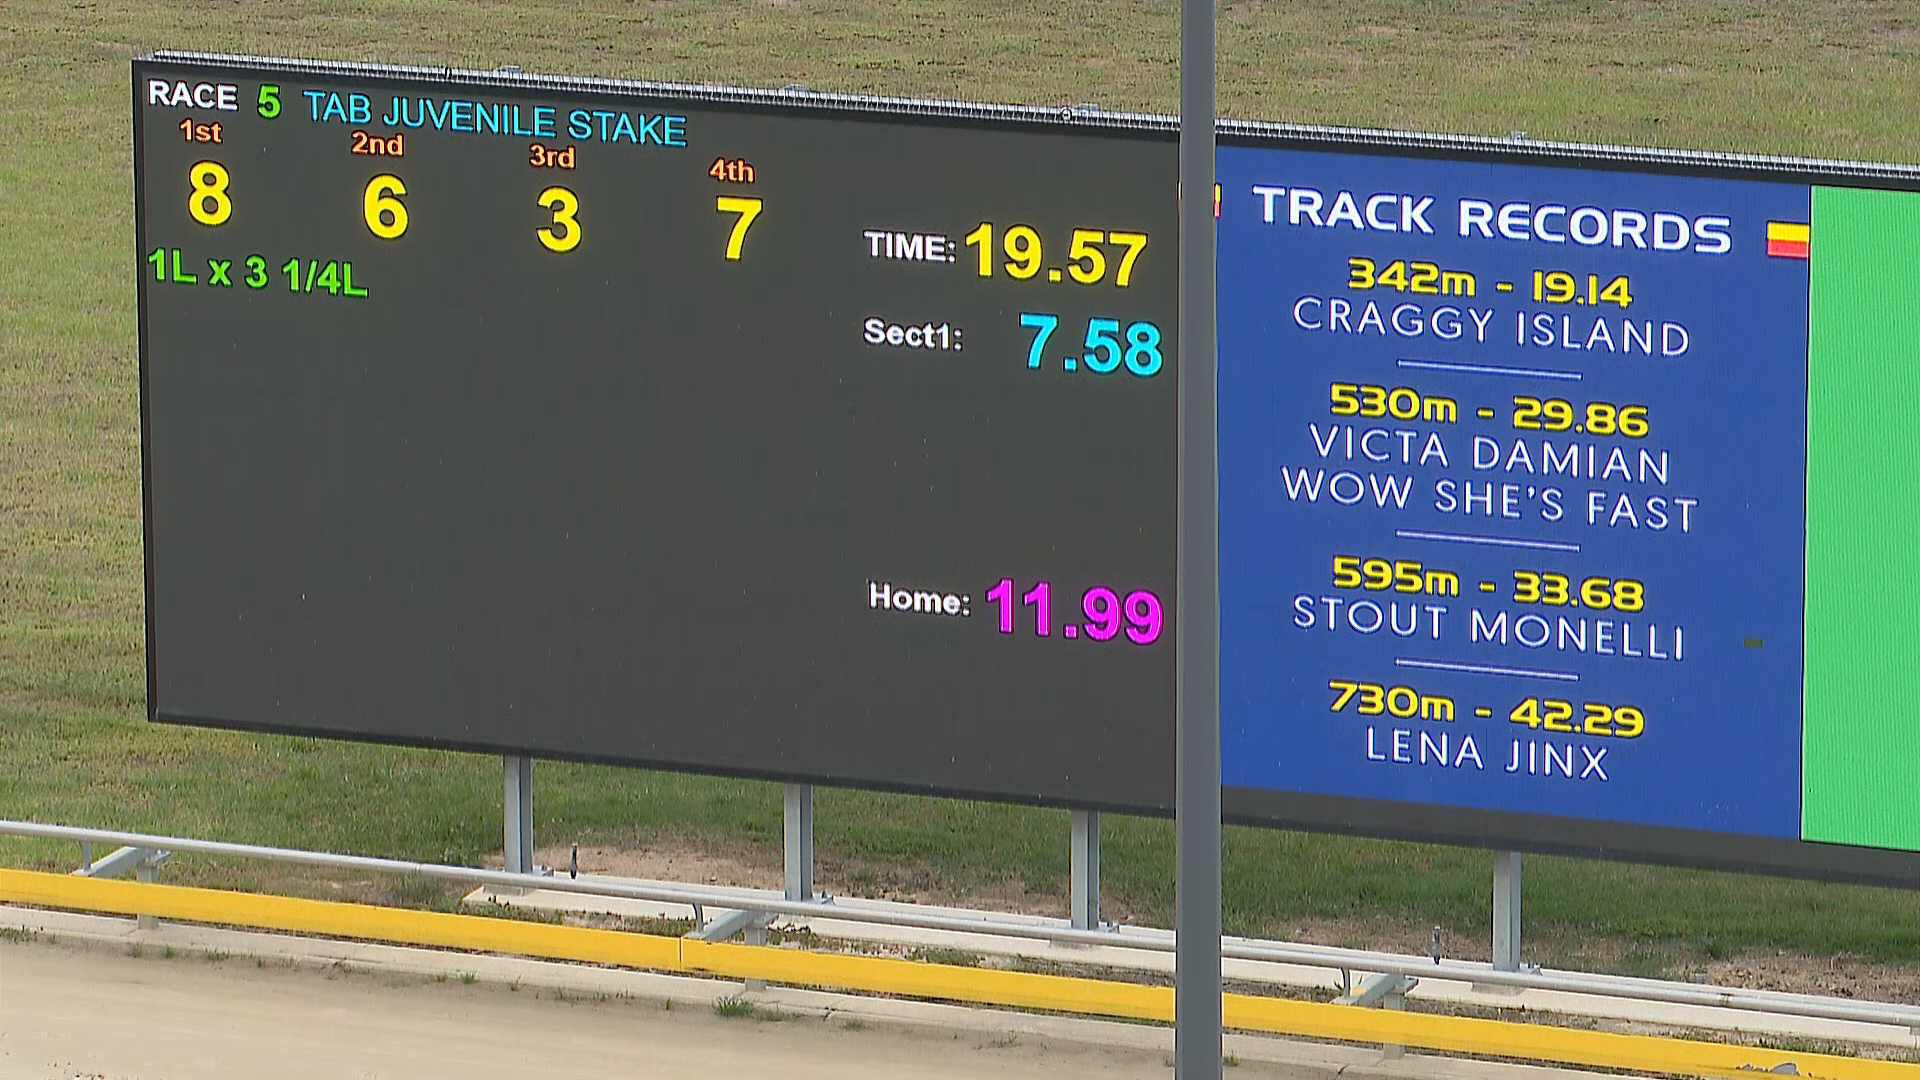 RACE 5 TAB JUVENILE STAKE
1st 2nd 3rd 4th
8 6 3 7
1L x 3 1/4L
TIME: 19.57
Sect1: 7.58
Home: 11.99
TRACK RECORDS
342m - 19.14
CRAGGY ISLAND
530m - 29.86
VICTA DAMIAN
WOW SHE'S FAST
595m - 33.68
STOUT MONELLI
730m - 42.29
LENA JINX